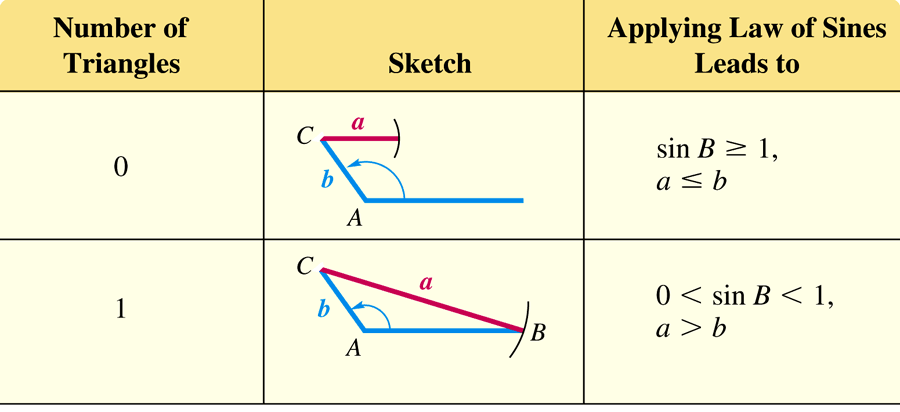 Number of
Triangles
Sketch
Applying Law of Sines
Leads to
0
C
a
b
A
sin B ≥ 1,
a ≤ b
1
C
a
b
A
B
0 < sin B < 1,
a > b